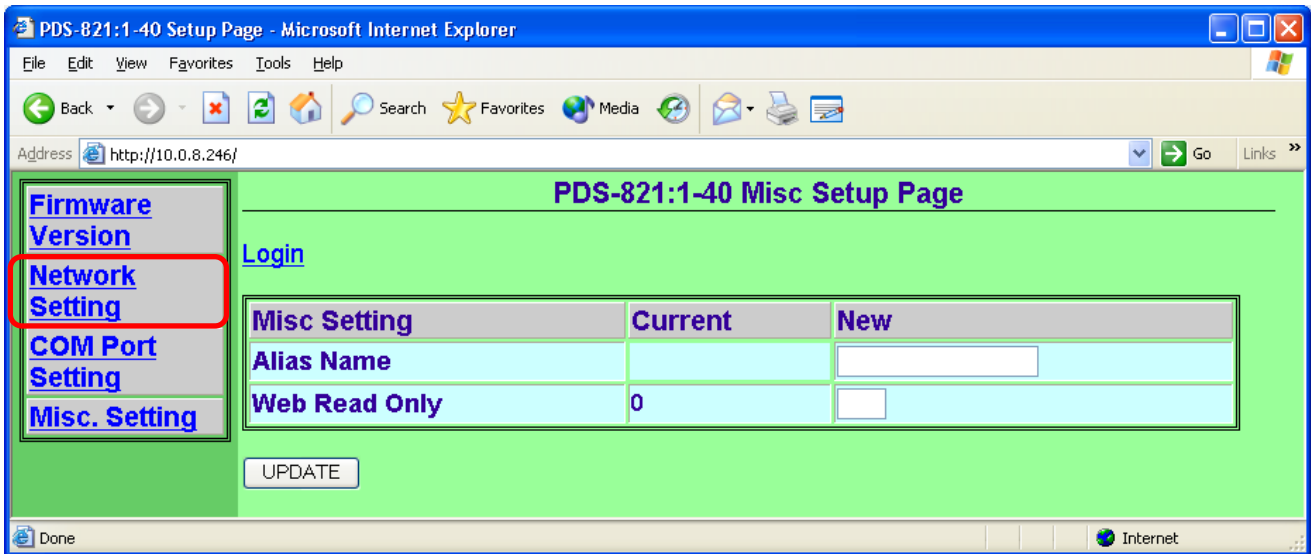 PDS-821:1-40 Setup Page - Microsoft Internet Explorer
File Edit View Favorites Tools Help
Back Search Favorites Media
Address http://10.0.8.246/ Go Links »
Firmware
Version
Network
Setting
COM Port
Setting
Misc. Setting
PDS-821:1-40 Misc Setup Page
Login
Misc Setting Current New
Alias Name
Web Read Only 0
UPDATE
Done Internet